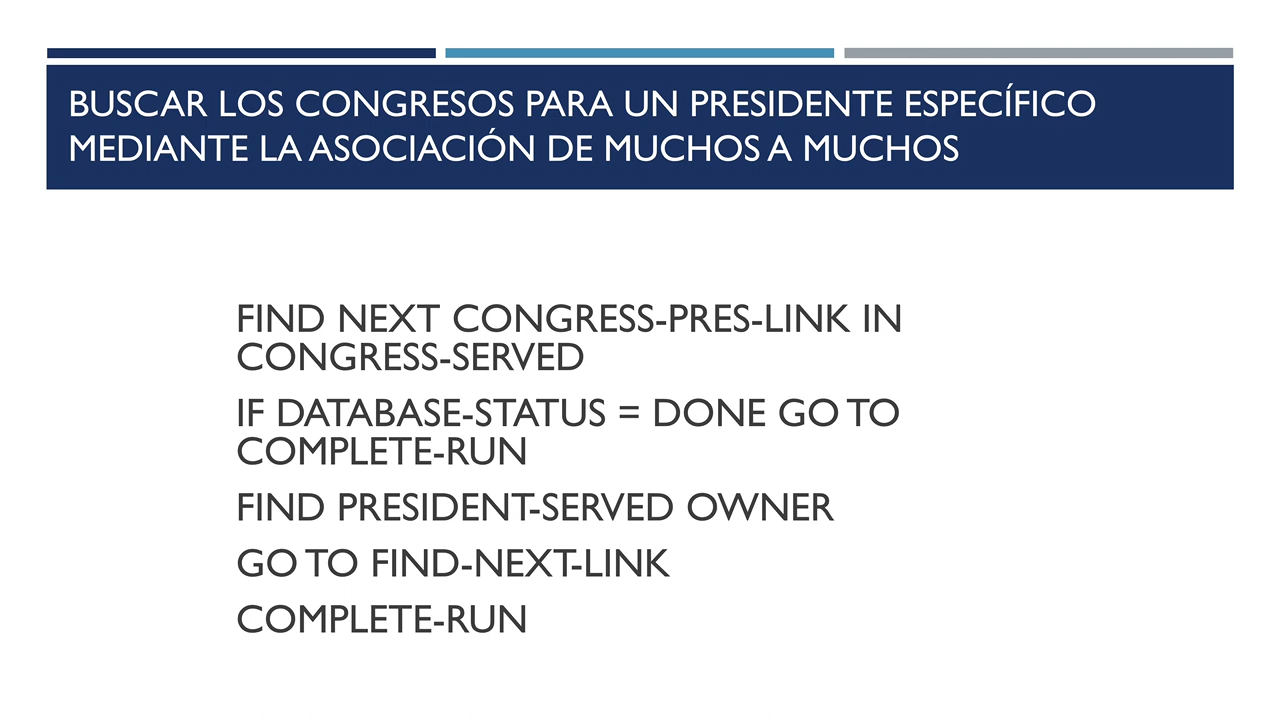 BUSCAR LOS CONGRESOS PARA UN PRESIDENTE ESPECÍFICO
MEDIANTE LA ASOCIACIÓN DE MUCHOS A MUCHOS
FIND NEXT CONGRESS-PRES-LINK IN
CONGRESS-SERVED
IF DATABASE-STATUS = DONE GO TO
COMPLETE-RUN
FIND PRESIDENT-SERVED OWNER
GO TO FIND-NEXT-LINK
COMPLETE-RUN